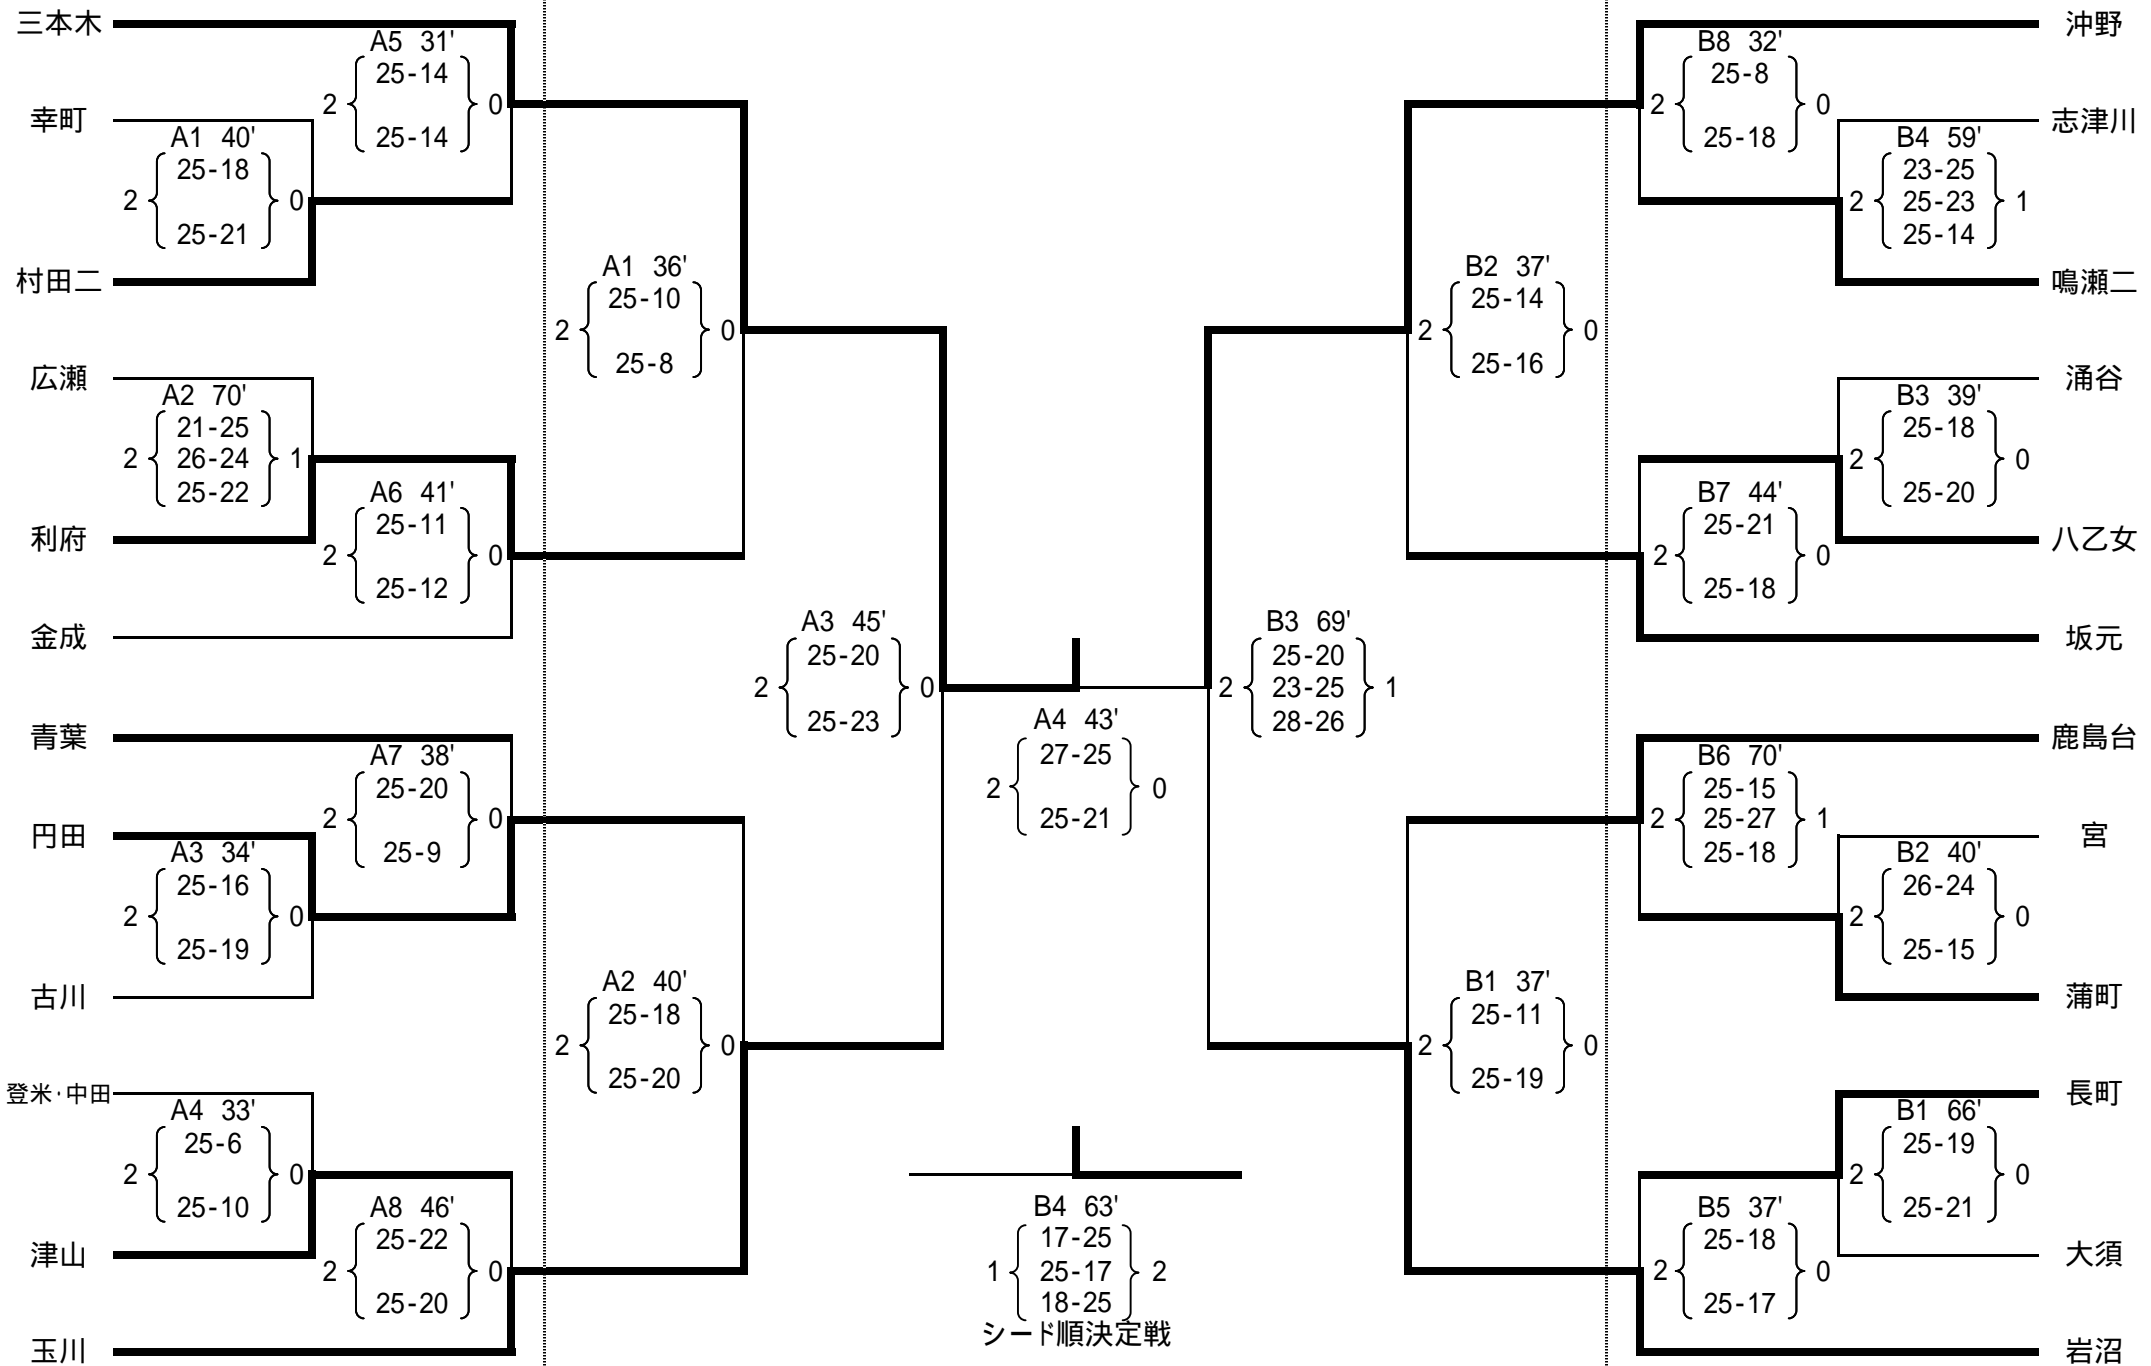 三本木
A5 31'
25-14
2 0
25-14
幸町
A1 40'
25-18
2 0
25-21
村田二
広瀬
A2 70'
21-25
2 26-24 1
25-22
利府
A6 41'
25-11
2 0
25-12
金成
青葉
A7 38'
25-20
2 0
25-9
円田
A3 34'
25-16
2 0
25-19
古川
登米・中田
A4 33'
25-6
2 0
25-10
津山
A8 46'
25-22
2 0
25-20
玉川
A1 36'
25-10
2 0
25-8
A2 40'
25-18
2 0
25-20
A3 45'
25-20
2 0
25-23
A4 43'
27-25
2 0
25-21
B4 63'
17-25
1 25-17 2
18-25
シード順決定戦
B3 69'
25-20
2 23-25 1
28-26
B2 37'
25-14
2 0
25-16
B1 37'
25-11
2 0
25-19
沖野
B8 32'
25-8
2 0
25-18
志津川
B4 59'
23-25
2 25-23 1
25-14
鳴瀬二
涌谷
B3 39'
25-18
2 0
25-20
八乙女
B7 44'
25-21
2 0
25-18
坂元
鹿島台
B6 70'
25-15
2 25-27 1
25-18
宮
B2 40'
26-24
2 0
25-15
蒲町
長町
B1 66'
25-19
2 0
25-21
大須
B5 37'
25-18
2 0
25-17
岩沼